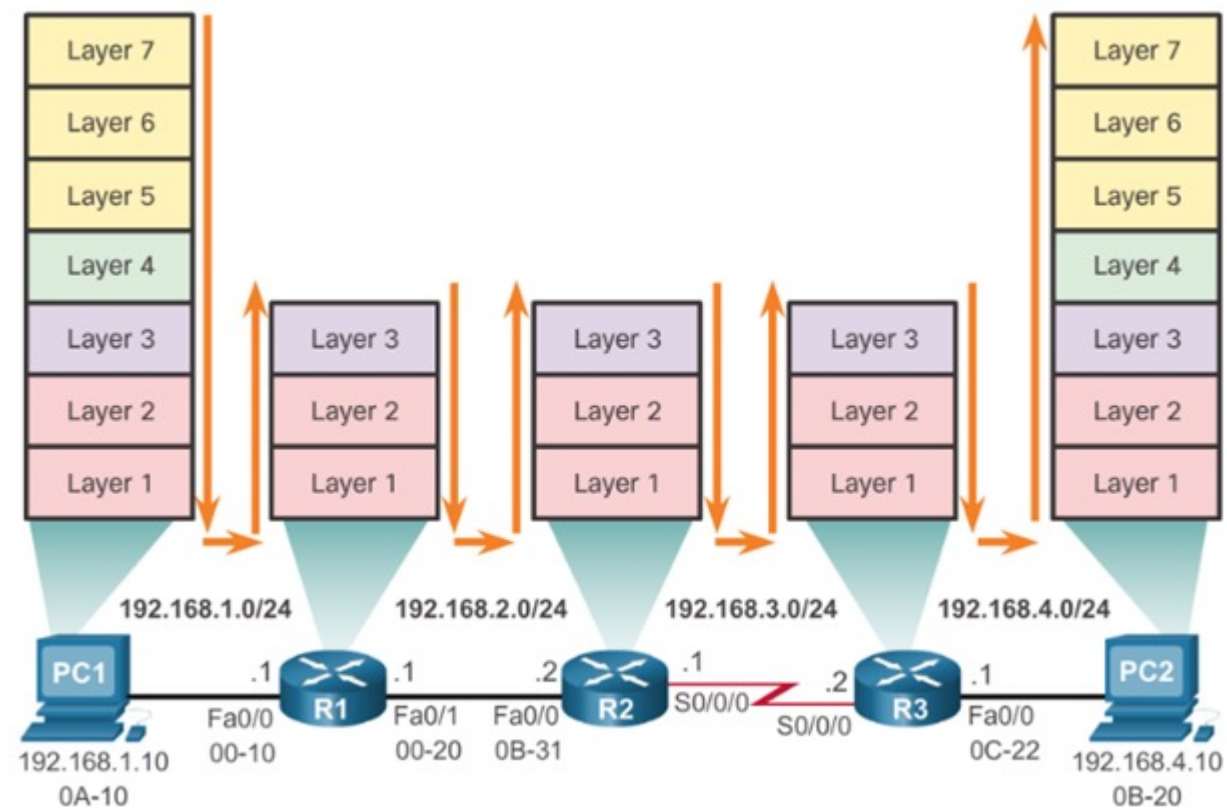 Layer 7
Layer 6
Layer 5
Layer 4
Layer 3
Layer 2
Layer 1
Layer 3
Layer 2
Layer 1
Layer 3
Layer 2
Layer 1
Layer 3
Layer 2
Layer 1
Layer 7
Layer 6
Layer 5
Layer 4
Layer 3
Layer 2
Layer 1
192.168.1.0/24
192.168.2.0/24
192.168.3.0/24
192.168.4.0/24
PC1
192.168.1.10
0A-10
.1
Fa0/0
00-10
R1
.1
Fa0/1
00-20
.2
Fa0/0
0B-31
R2
.1
S0/0/0
.2
S0/0/0
R3
.1
Fa0/0
0C-22
PC2
192.168.4.10
0B-20